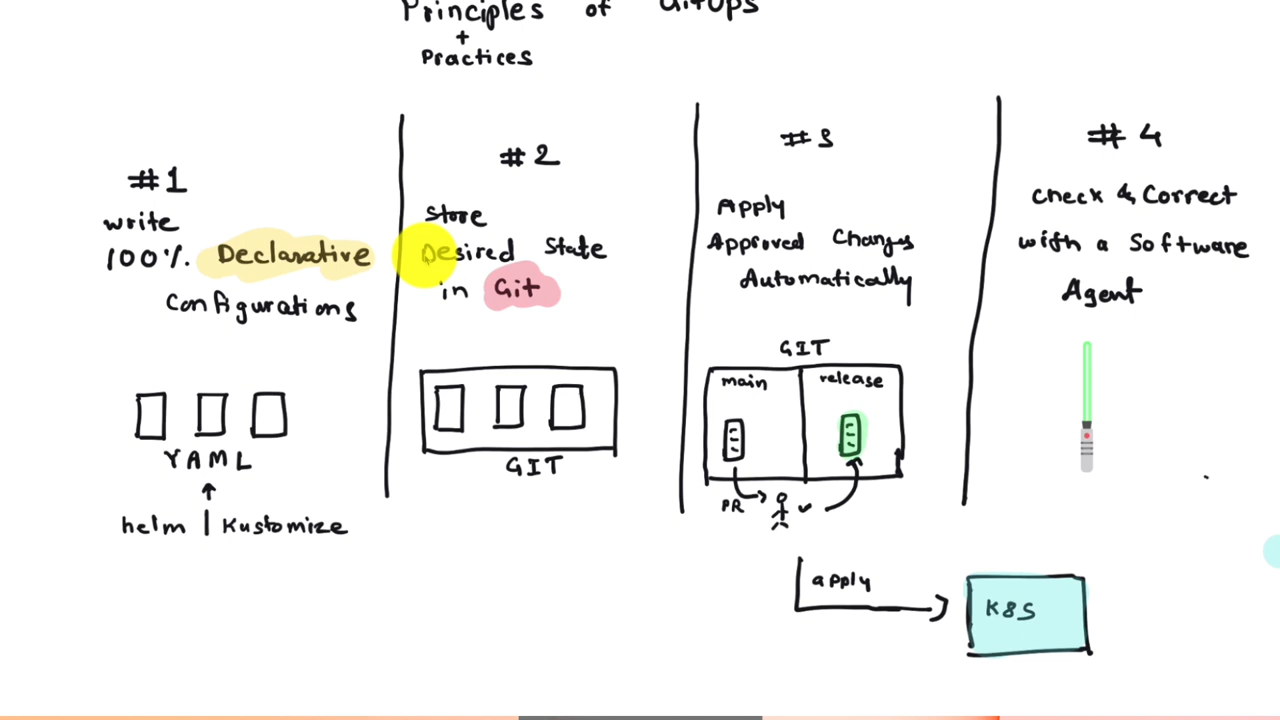 Principles of GitOps
+
Practices
#1
write
100%. Declarative
Configurations
YAML
helm | Kustomize
#2
Store
Desired State
in Git
GIT
#3
Apply
Approved Changes
Automatically
GIT
main
release
PR
apply
K8S
#4
Check & Correct
with a Software
Agent